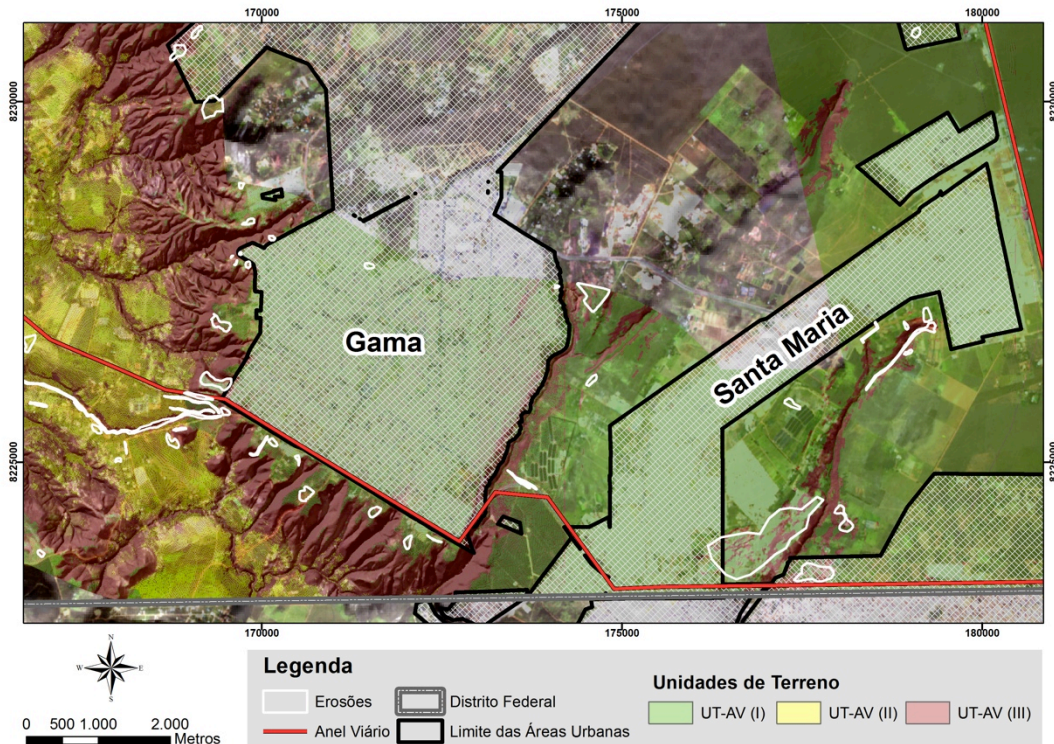 170000 175000 180000
8230000 8230000
Gama
Santa Maria
8225000 8225000
170000 175000 180000
N
W E
S
0 500 1.000 2.000
Metros
Legenda
Erosões
Distrito Federal
Anel Viário
Limite das Áreas Urbanas
Unidades de Terreno
UT-AV (I)
UT-AV (II)
UT-AV (III)